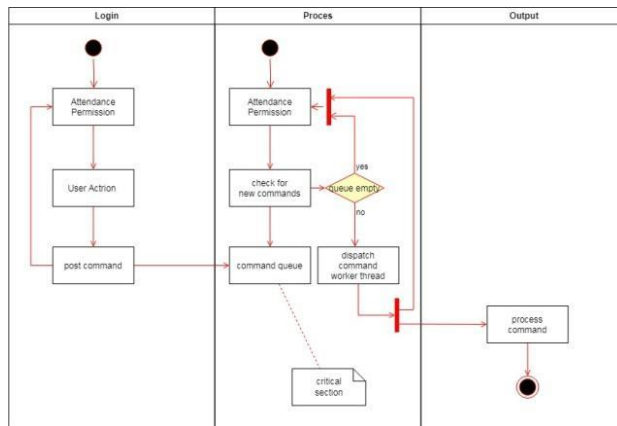 Login
Proces
Output
Attendance
Permission
User Actrion
post command
Attendance
Permission
check for
new commands
command queue
yes
queue empty
no
dispatch
command
worker thread
critical
section
process
command